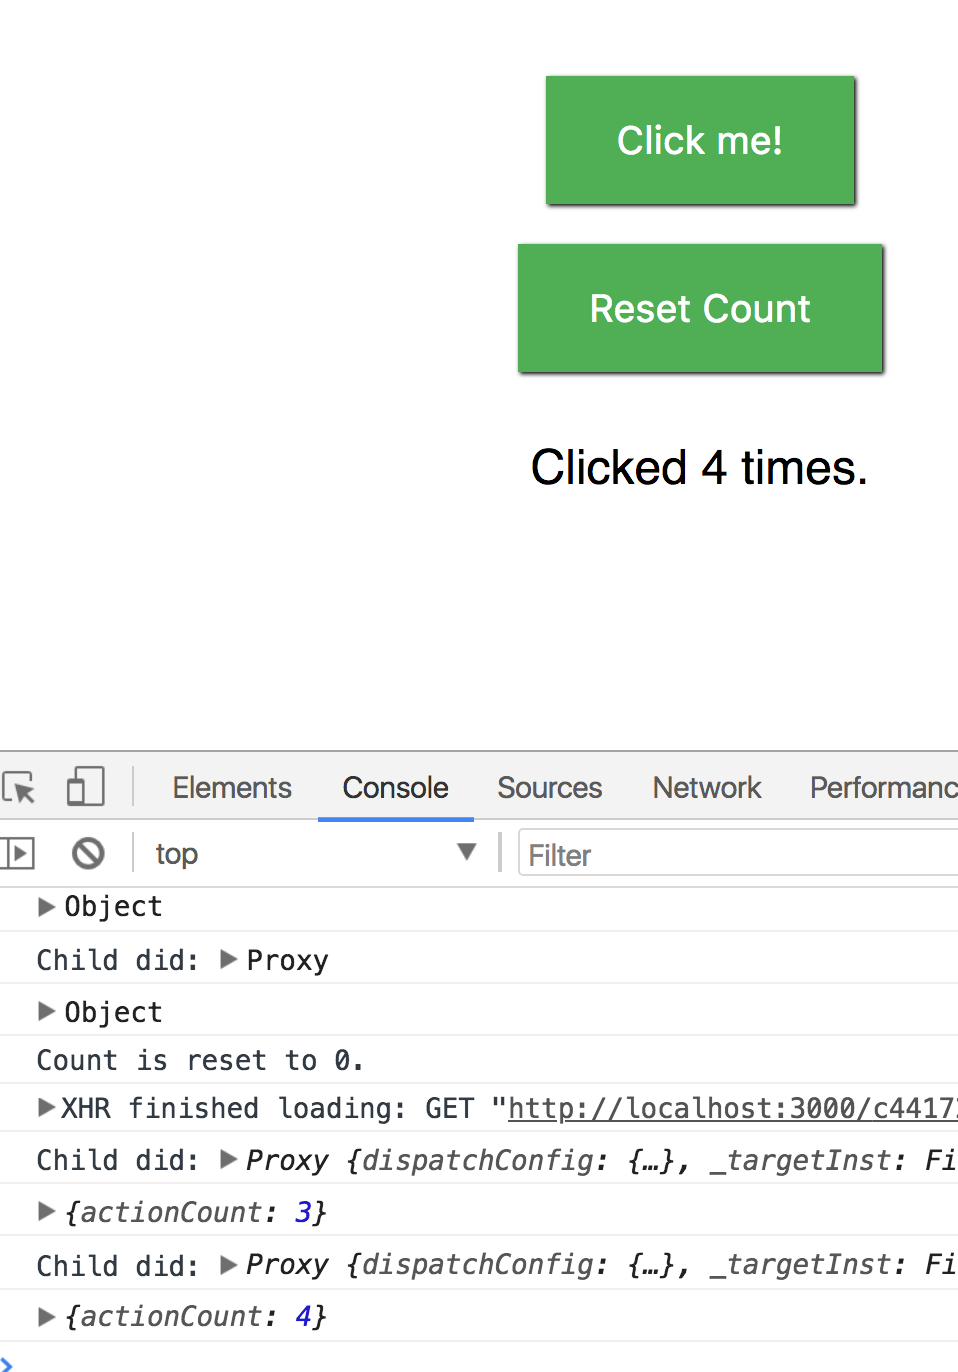 Click me!
Reset Count
Clicked 4 times.
Elements Console Sources Network Performanc
top Filter
Object
Child did: Proxy
Object
Count is reset to 0.
XHR finished loading: GET "http://localhost:3000/c4417
Child did: Proxy {dispatchConfig: {…}, _targetInst: Fi
{actionCount: 3}
Child did: Proxy {dispatchConfig: {…}, _targetInst: Fi
{actionCount: 4}